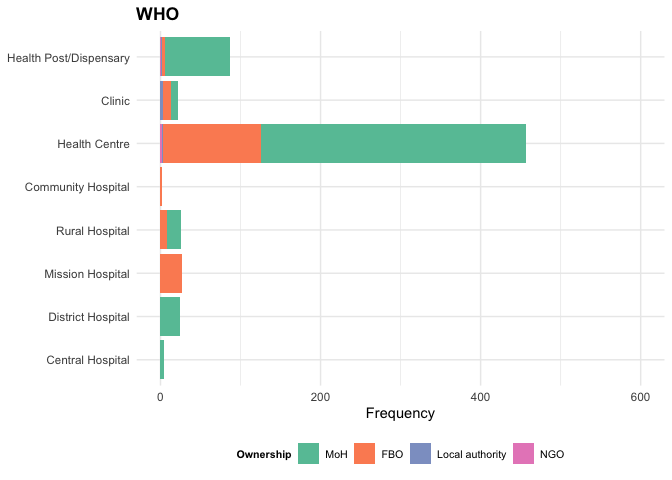 WHO
Health Post/Dispensary
Clinic
Health Centre
Community Hospital
Rural Hospital
Mission Hospital
District Hospital
Central Hospital
0 200 400 600
Frequency
Ownership MoH FBO Local authority NGO